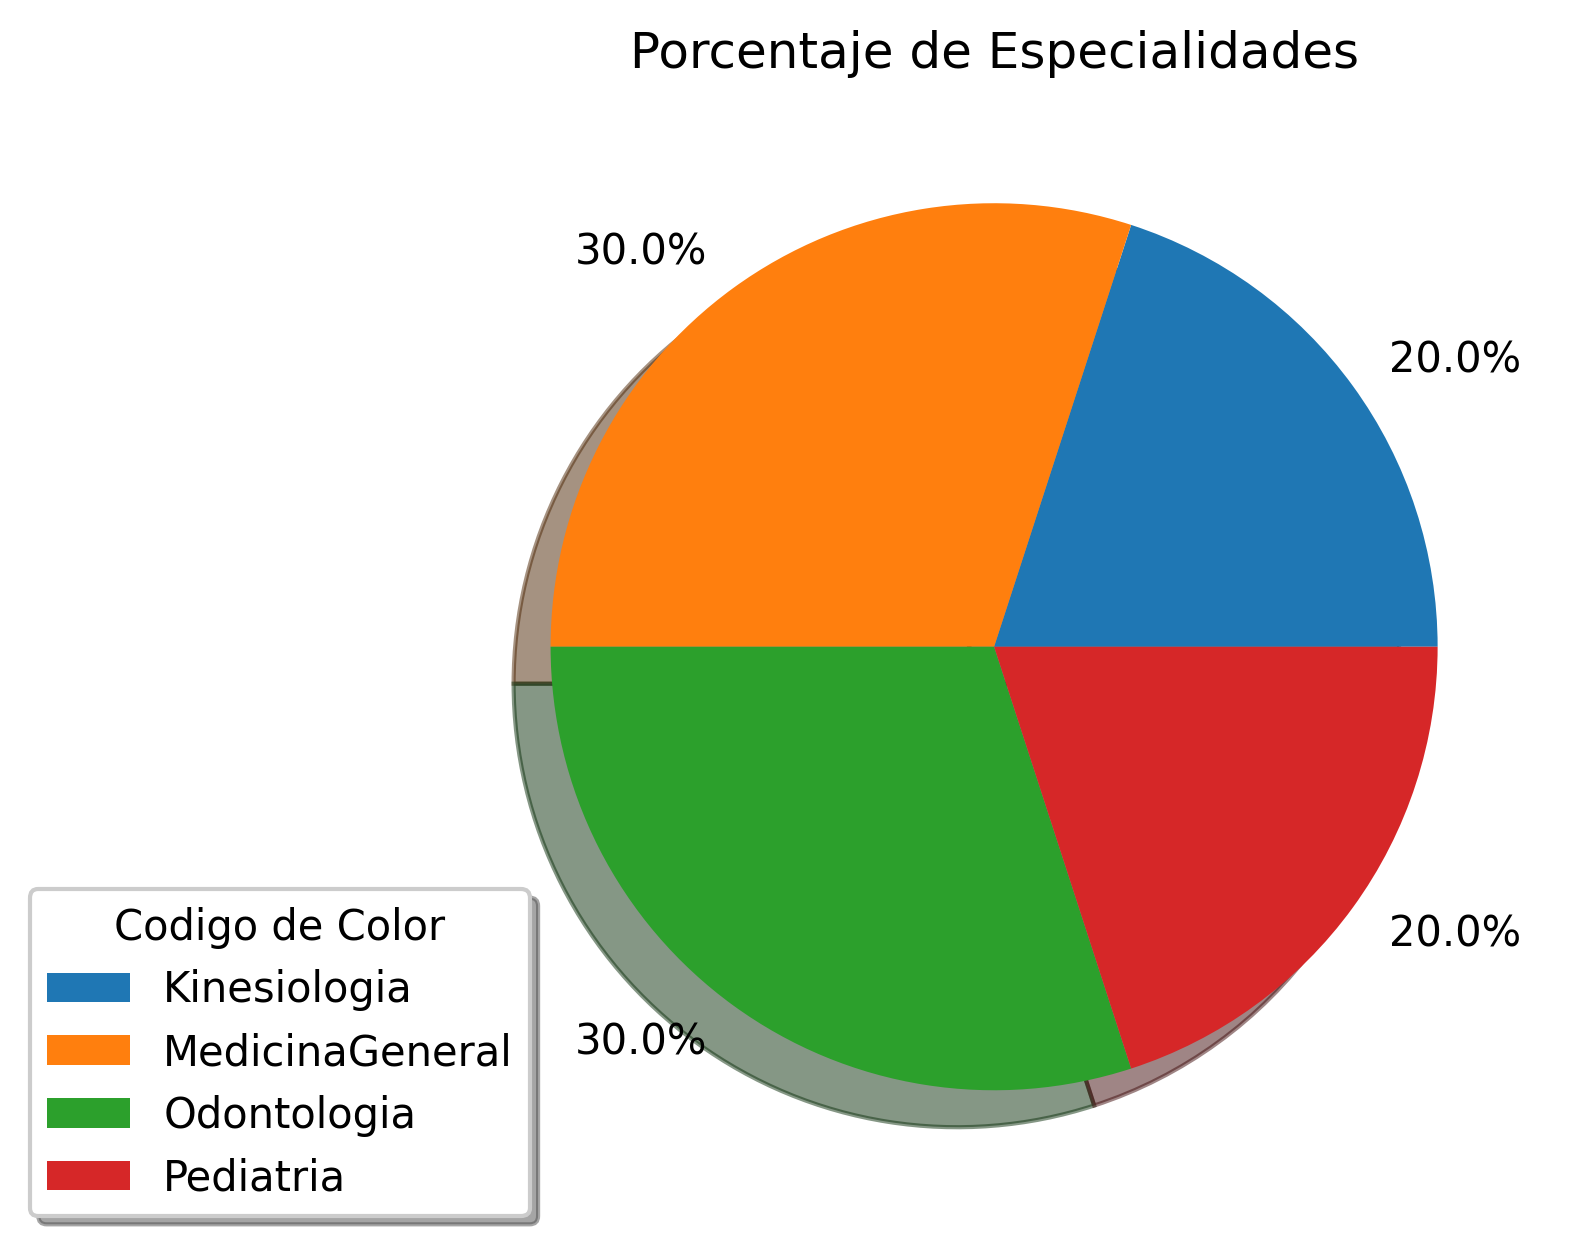 Porcentaje de Especialidades
30.0%
20.0%
20.0%
30.0%
Codigo de Color
Kinesiologia
MedicinaGeneral
Odontologia
Pediatria